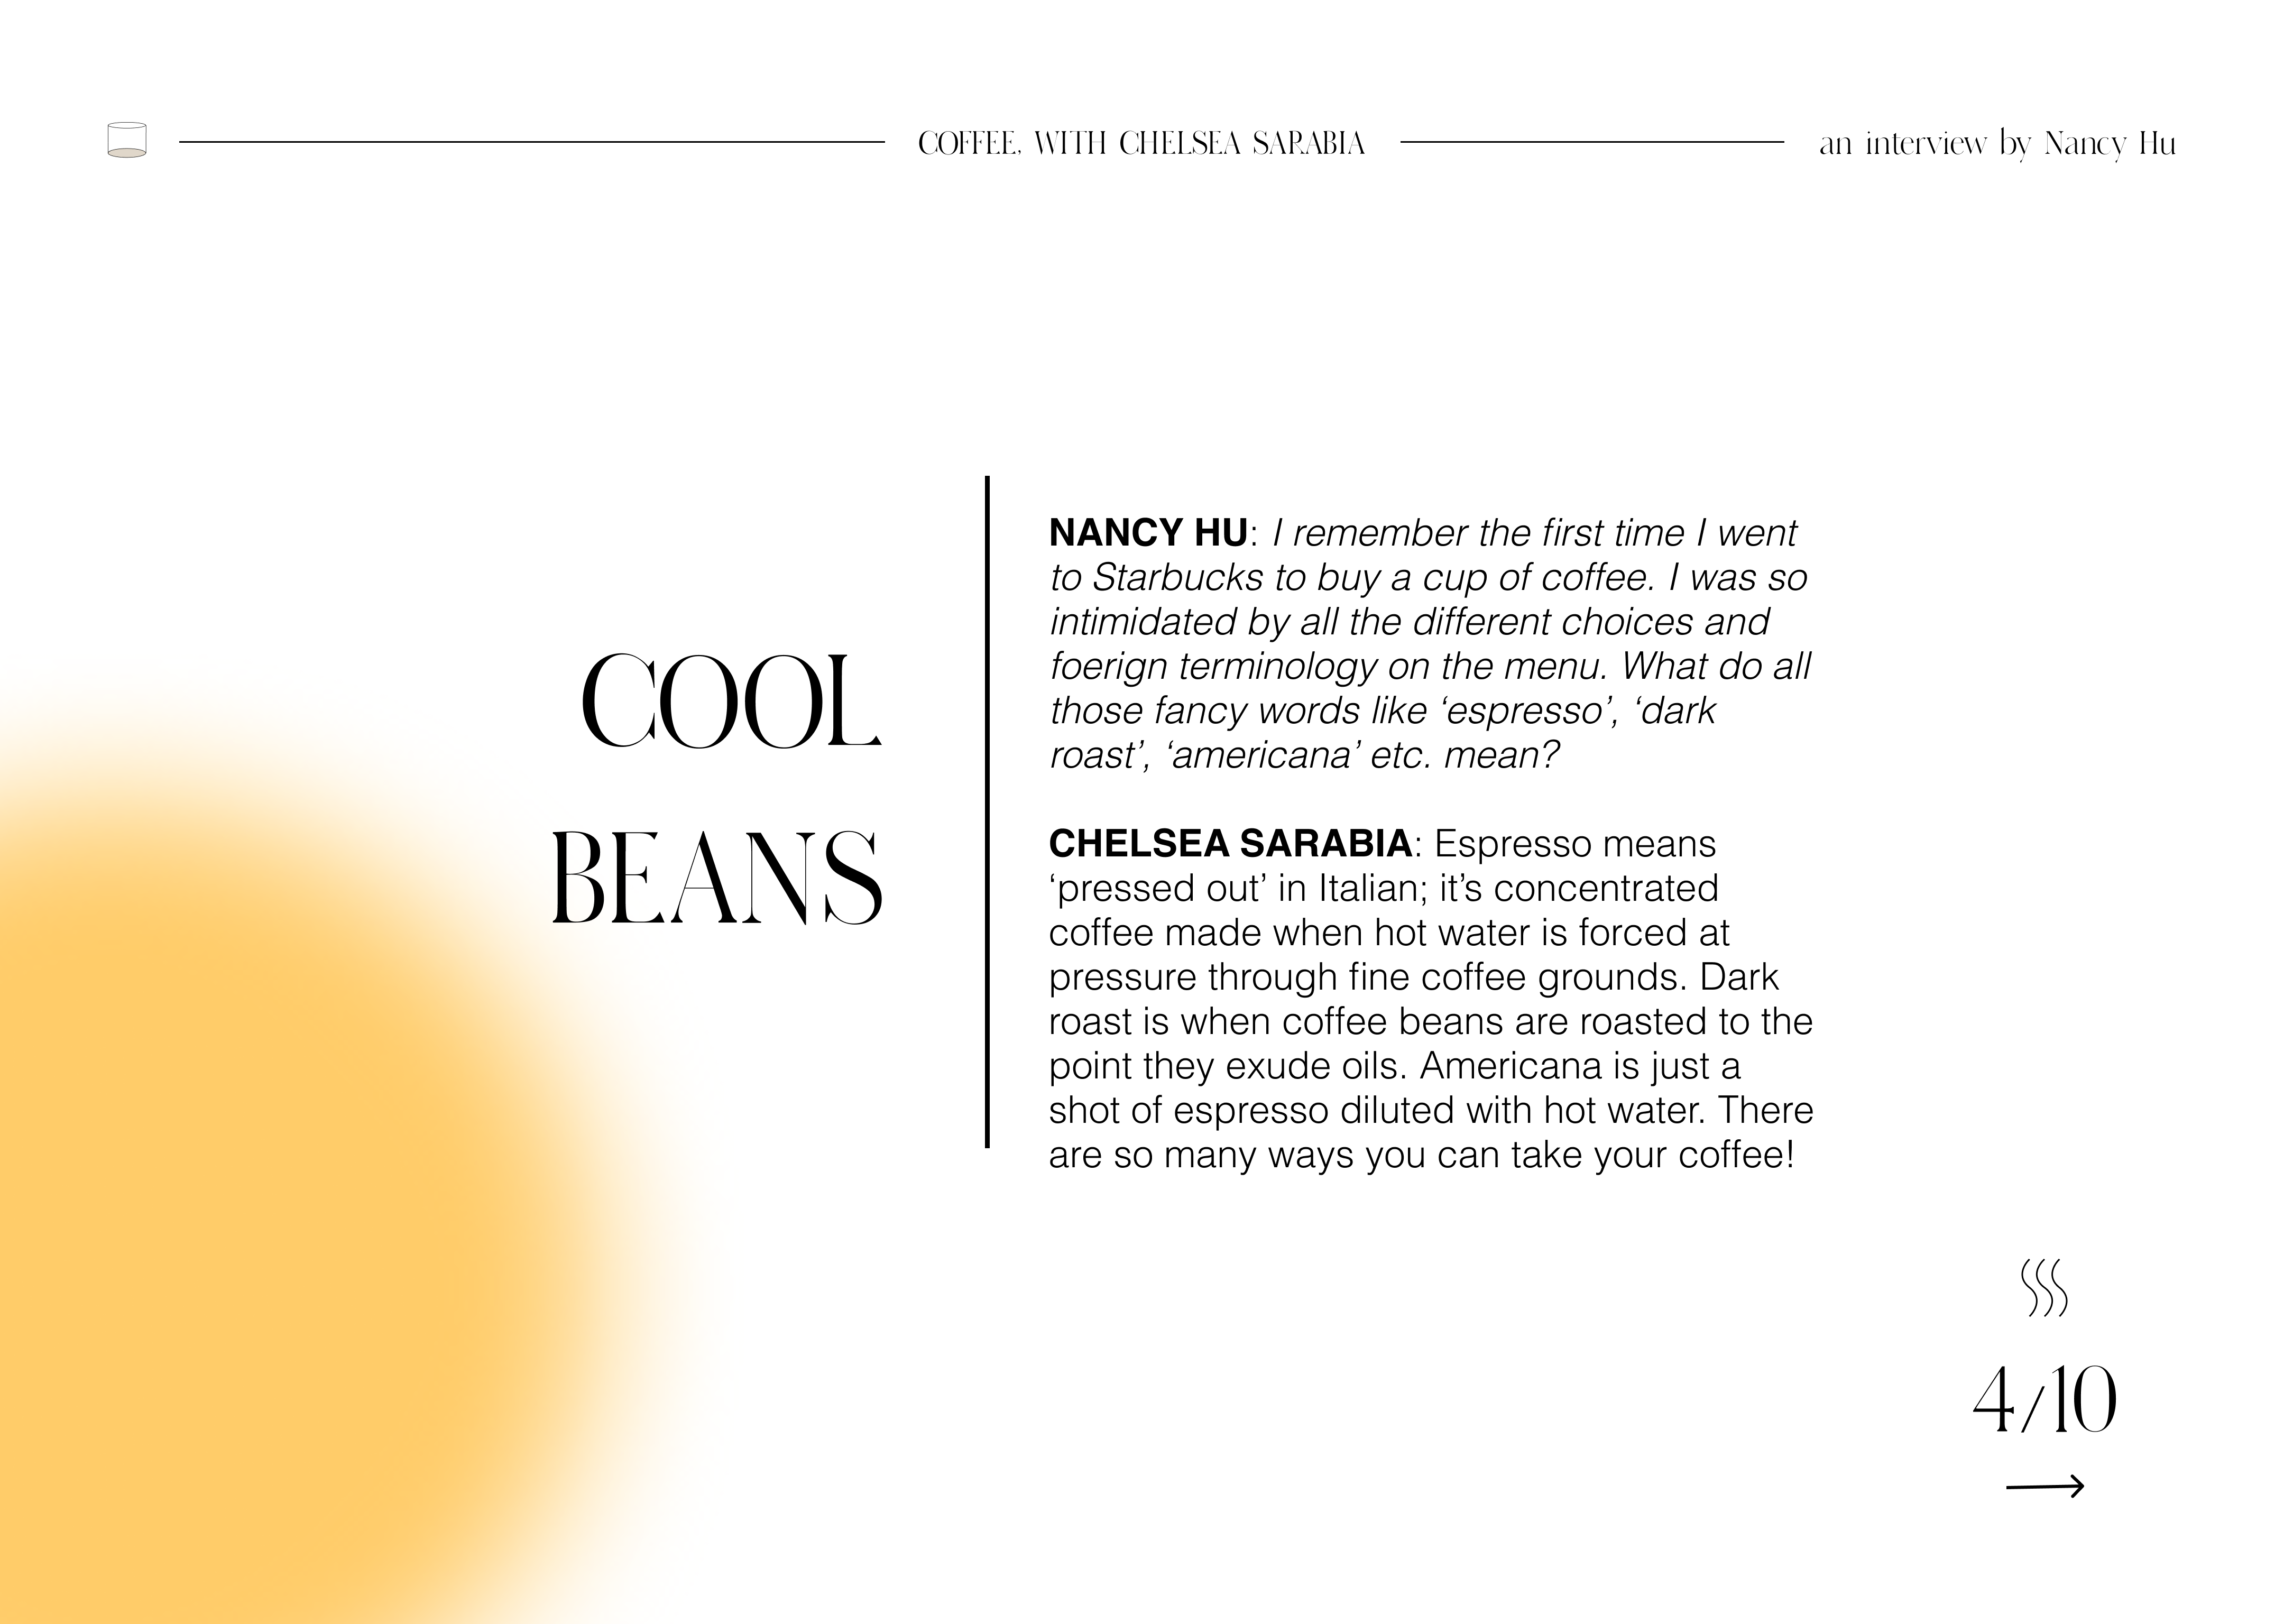 COFFEE, WITH CHELSEA SARABIA
an interview by Nancy Hu
COOL
BEANS
NANCY HU: I remember the first time I went
to Starbucks to buy a cup of coffee. I was so
intimidated by all the different choices and
foerign terminology on the menu. What do all
those fancy words like ‘espresso’, ‘dark
roast’, ‘americana’ etc. mean?
CHELSEA SARABIA: Espresso means
‘pressed out’ in Italian; it’s concentrated
coffee made when hot water is forced at
pressure through fine coffee grounds. Dark
roast is when coffee beans are roasted to the
point they exude oils. Americana is just a
shot of espresso diluted with hot water. There
are so many ways you can take your coffee!
4/10